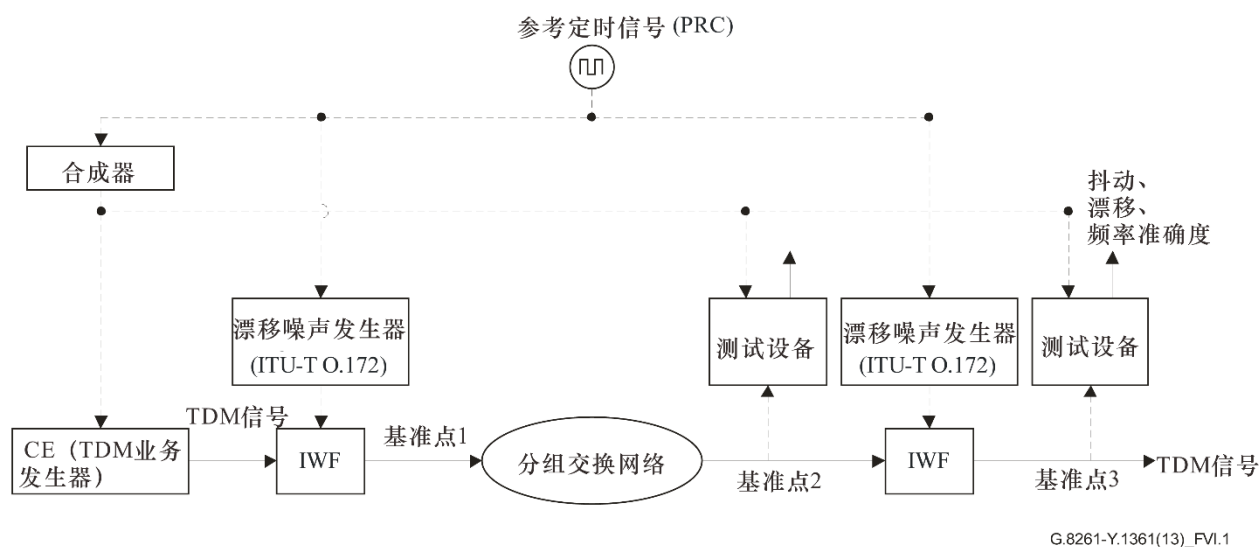 参考定时信号 (PRC)
合成器
抖动、
漂移、
频率准确度
漂移噪声发生器
(ITU-T O.172)
测试设备
漂移噪声发生器
(ITU-T O.172)
测试设备
TDM信号
CE（TDM业务
发生器）
IWF
基准点1
分组交换网络
基准点2
IWF
基准点3
TDM信号
G.8261-Y.1361(13)_FVI.1